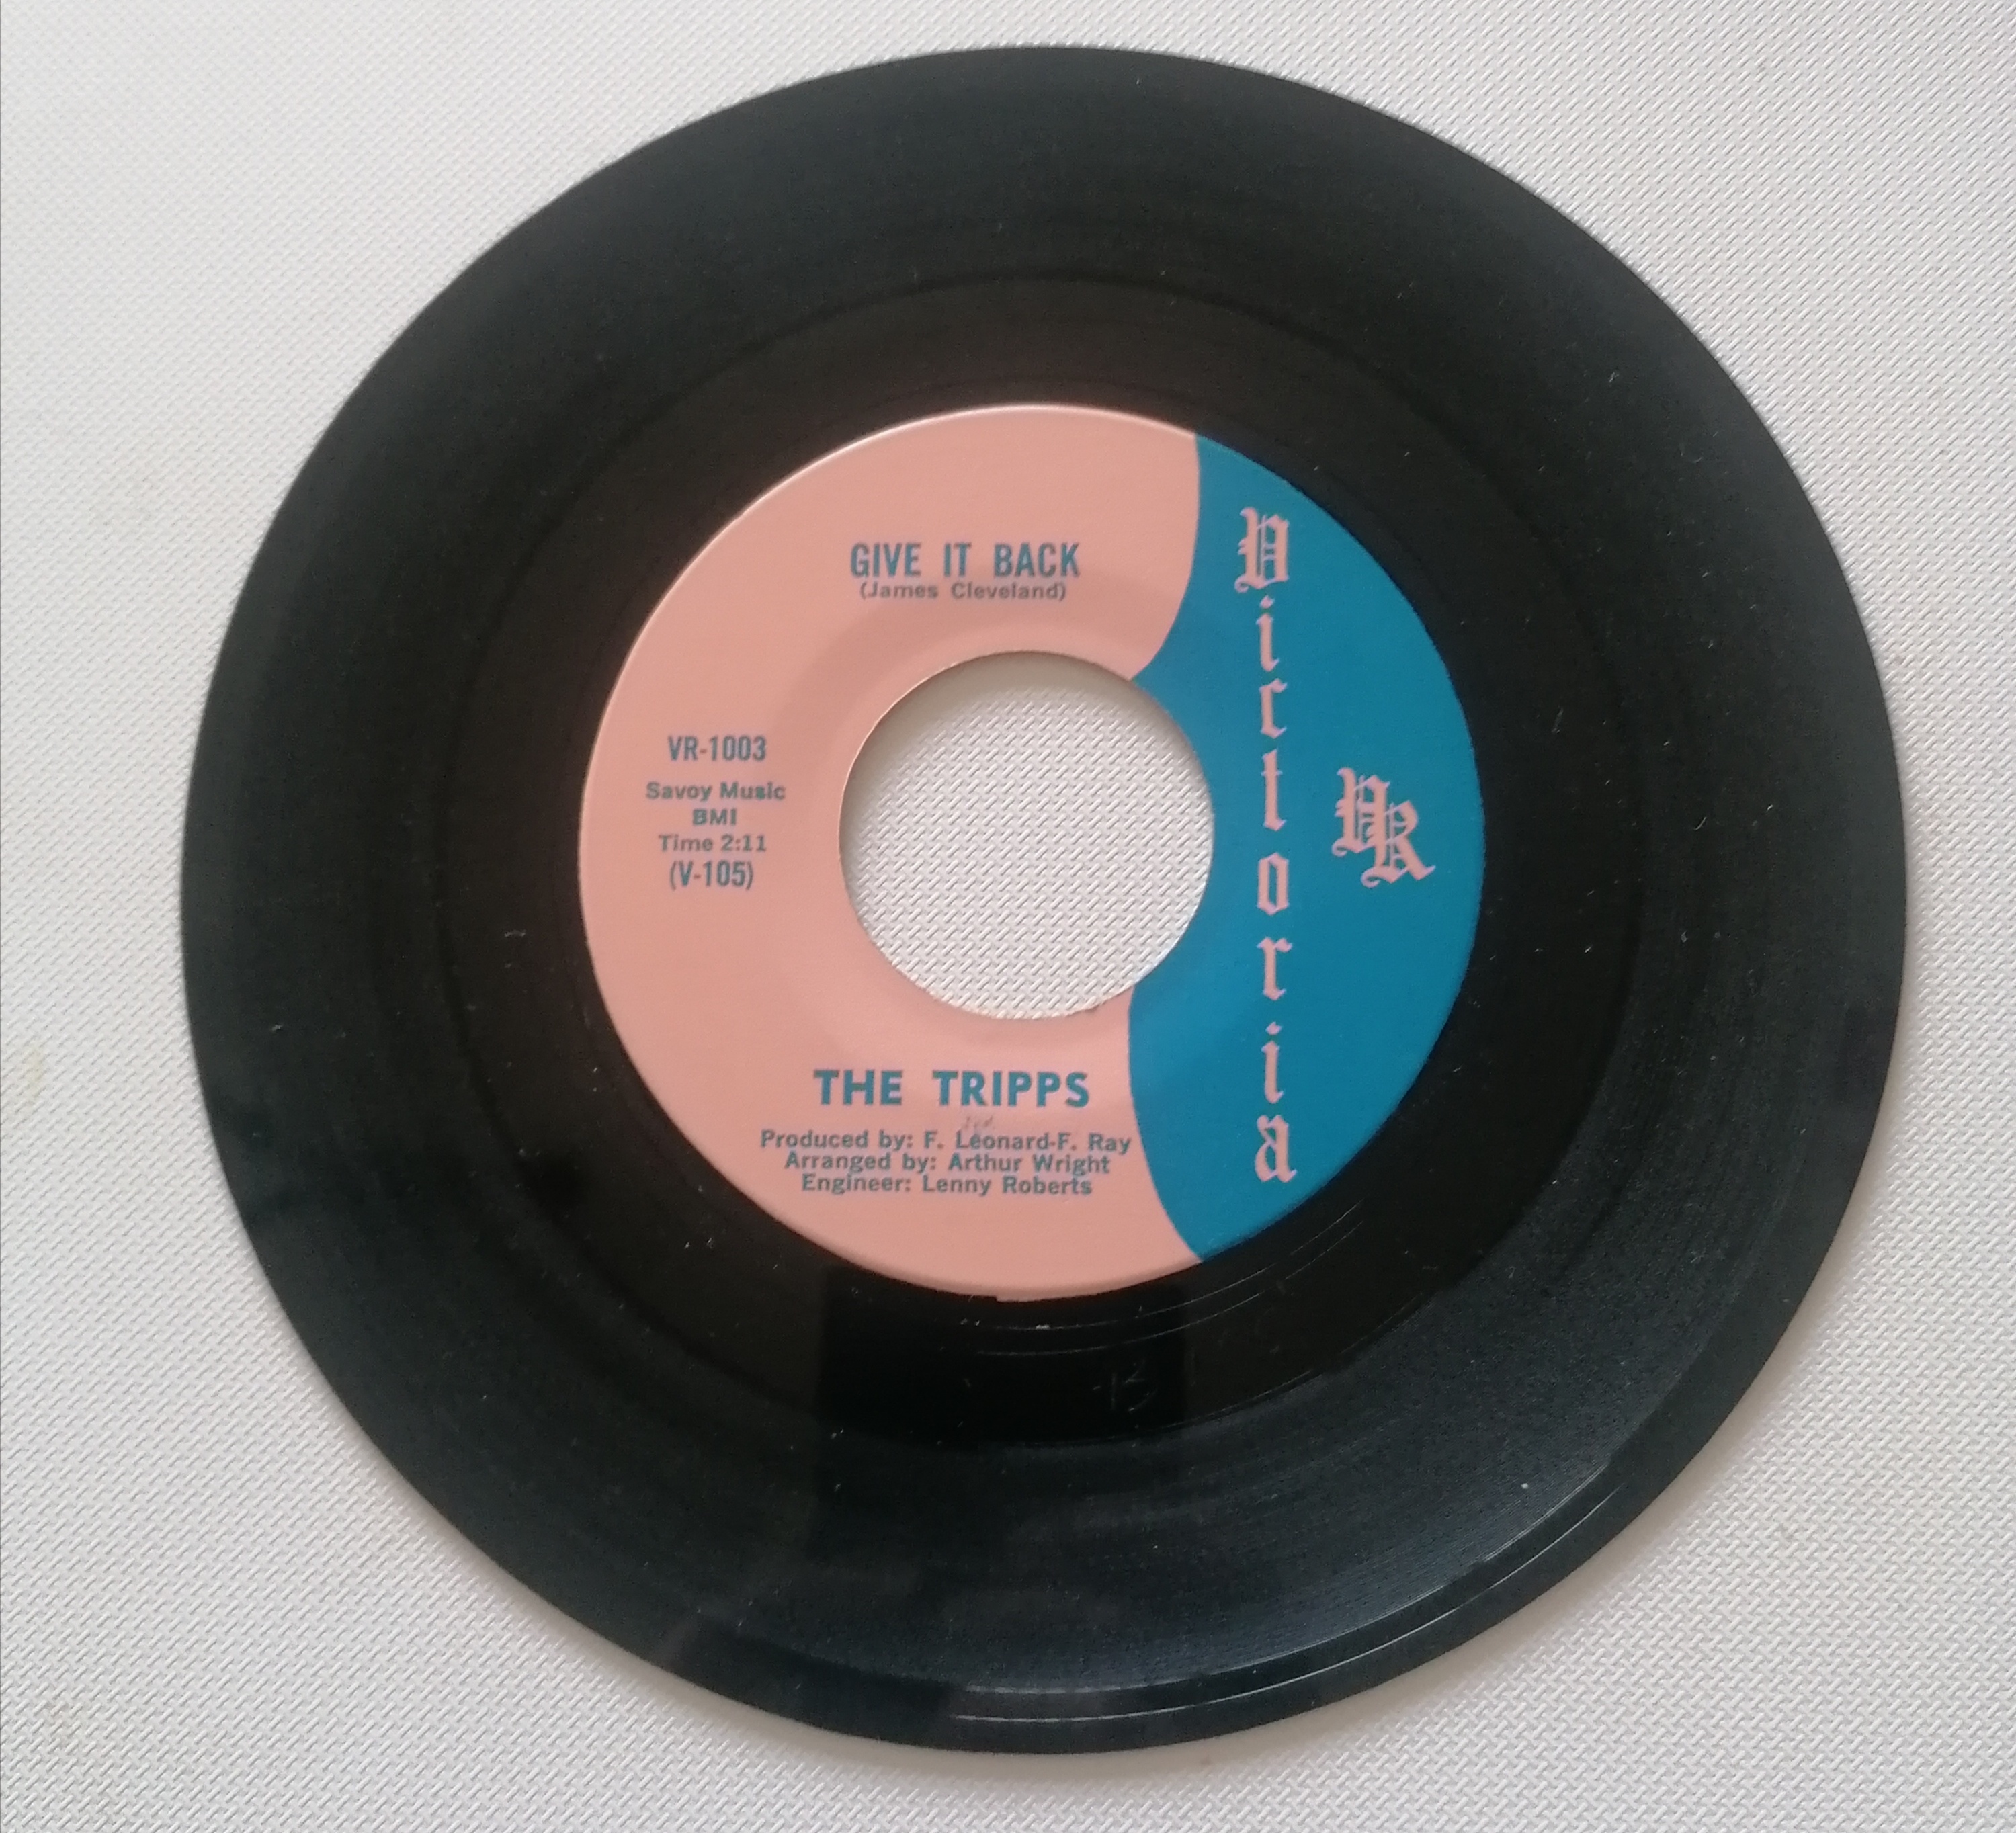 GIVE IT BACK
(James Cleveland)
VR-1003
Savoy Music
BMI
Time 2:11
(V-105)
THE TRIPPS
Produced by: F. Leonard-F. Ray
Arranged by: Arthur Wright
Engineer: Lenny Roberts
Victoria
VR